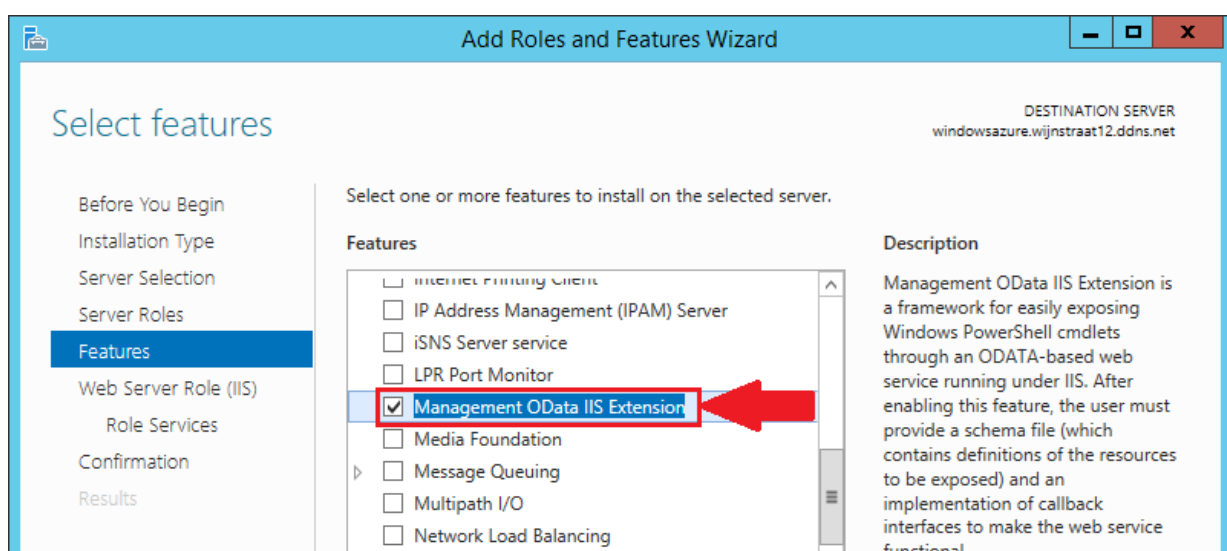 Add Roles and Features Wizard
Select features
DESTINATION SERVER
windowsazure.wijnstraat12.ddns.net
Before You Begin
Installation Type
Server Selection
Server Roles
Features
Web Server Role (IIS)
Role Services
Confirmation
Results
Select one or more features to install on the selected server.
Features
Internet Printing Client
IP Address Management (IPAM) Server
iSNS Server service
LPR Port Monitor
Management OData IIS Extension
Media Foundation
Message Queuing
Multipath I/O
Network Load Balancing
Description
Management OData IIS Extension is
a framework for easily exposing
Windows PowerShell cmdlets
through an ODATA-based web
service running under IIS. After
enabling this feature, the user must
provide a schema file (which
contains definitions of the resources
to be exposed) and an
implementation of callback
interfaces to make the web service
functional.